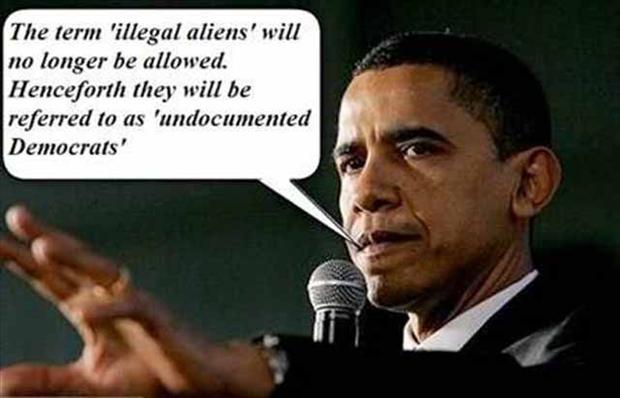 The term 'illegal aliens' will
no longer be allowed.
Henceforth they will be
referred to as 'undocumented
Democrats'